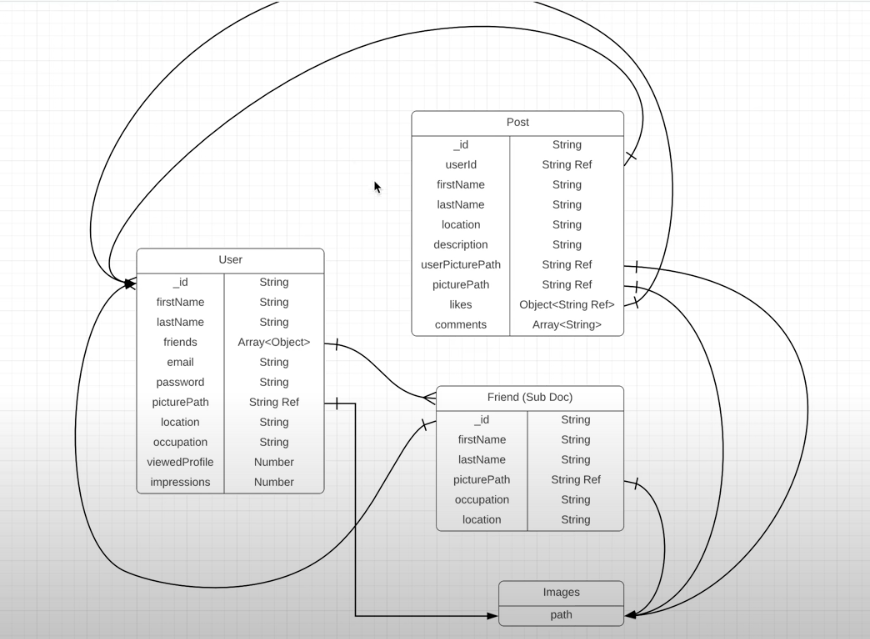 Post
_id String
userId String Ref
firstName String
lastName String
location String
description String
userPicturePath String Ref
picturePath String Ref
likes Object<String Ref>
comments Array<String>
User
_id String
firstName String
lastName String
friends Array<Object>
email String
password String
picturePath String Ref
location String
occupation String
viewedProfile Number
impressions Number
Friend (Sub Doc)
_id String
firstName String
lastName String
picturePath String Ref
occupation String
location String
Images
path